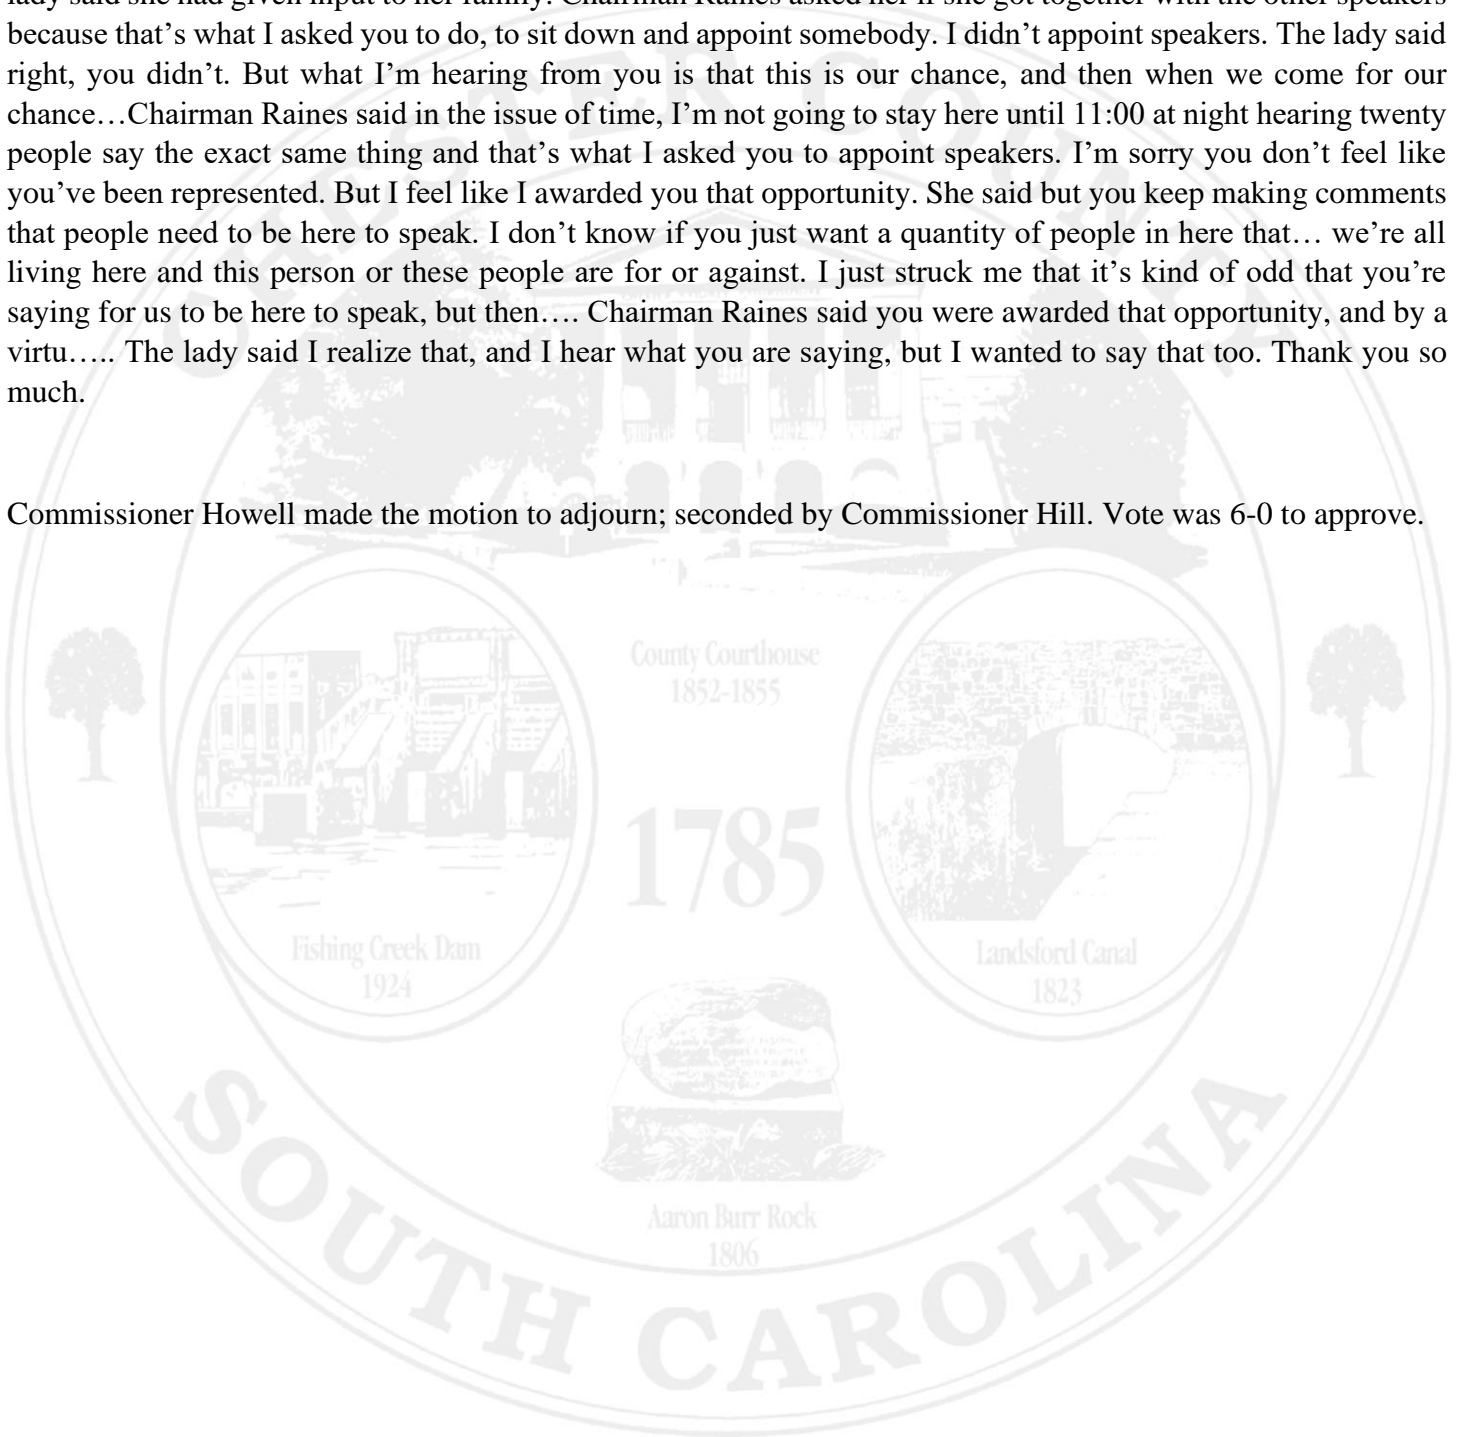 lady said she had given input to her family. Chairman Raines asked her if she got together with the other speakers
because that’s what I asked you to do, to sit down and appoint somebody. I didn’t appoint speakers. The lady said
right, you didn’t. But what I’m hearing from you is that this is our chance, and then when we come for our
chance…Chairman Raines said in the issue of time, I’m not going to stay here until 11:00 at night hearing twenty
people say the exact same thing and that’s what I asked you to appoint speakers. I’m sorry you don’t feel like
you’ve been represented. But I feel like I awarded you that opportunity. She said but you keep making comments
that people need to be here to speak. I don’t know if you just want a quantity of people in here that… we’re all
living here and this person or these people are for or against. I just struck me that it’s kind of odd that you’re
saying for us to be here to speak, but then…. Chairman Raines said you were awarded that opportunity, and by a
virtu….. The lady said I realize that, and I hear what you are saying, but I wanted to say that too. Thank you so
much.
Commissioner Howell made the motion to adjourn; seconded by Commissioner Hill. Vote was 6-0 to approve.
CHESTER COUNTY
County Courthouse
1852-1855
1785
Fishing Creek Dam
1924
Landsford Canal
1823
Aaron Burr Rock
1806
SOUTH CAROLINA